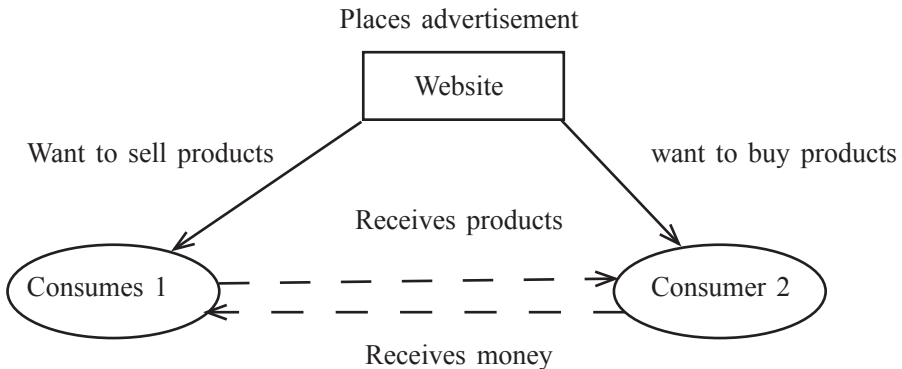 Places advertisement
Website
Want to sell products
want to buy products
Receives products
Consumes 1
Consumer 2
Receives money